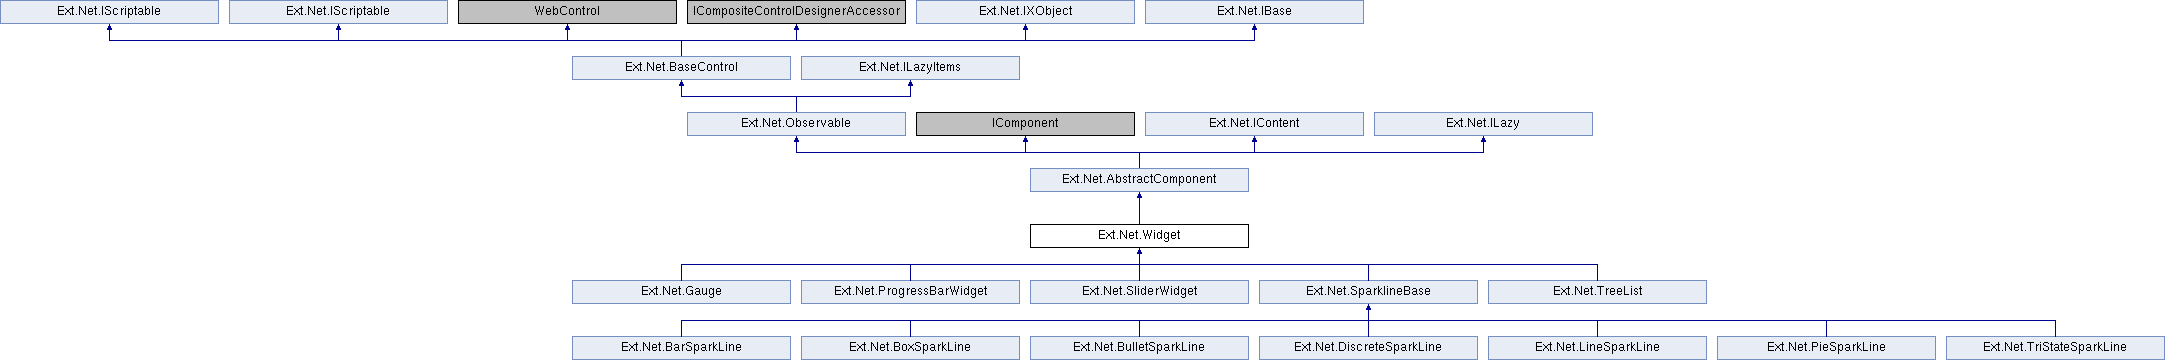 Ext.Net.IScriptable
Ext.Net.IScriptable
WebControl
ICompositeControlDesignerAccessor
Ext.Net.IXObject
Ext.Net.IBase
Ext.Net.BaseControl
Ext.Net.ILazyItems
Ext.Net.Observable
IComponent
Ext.Net.IContent
Ext.Net.ILazy
Ext.Net.AbstractComponent
Ext.Net.Widget
Ext.Net.Gauge
Ext.Net.ProgressBarWidget
Ext.Net.SliderWidget
Ext.Net.SparklineBase
Ext.Net.TreeList
Ext.Net.BarSparkLine
Ext.Net.BoxSparkLine
Ext.Net.BulletSparkLine
Ext.Net.DiscreteSparkLine
Ext.Net.LineSparkLine
Ext.Net.PieSparkLine
Ext.Net.TriStateSparkLine